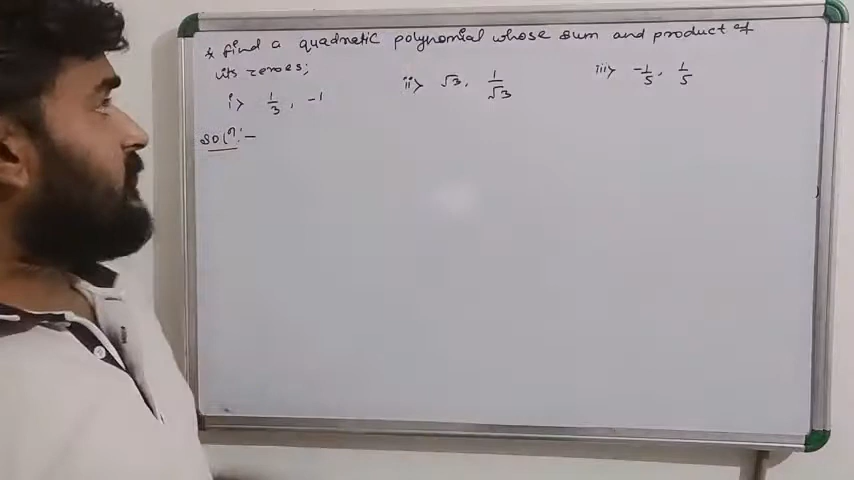 * find a quadratic polynomial whose sum and product of
its zeroes;
i> 1/3, -1 ii> √3, 1/√3 iii> -1/5, 1/5
Solⁿ:-